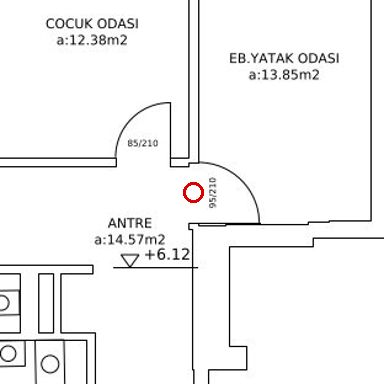 COCUK ODASI
a:12.38m2
EB.YATAK ODASI
a:13.85m2
85/210
95/210
ANTRE
a:14.57m2
+6.12